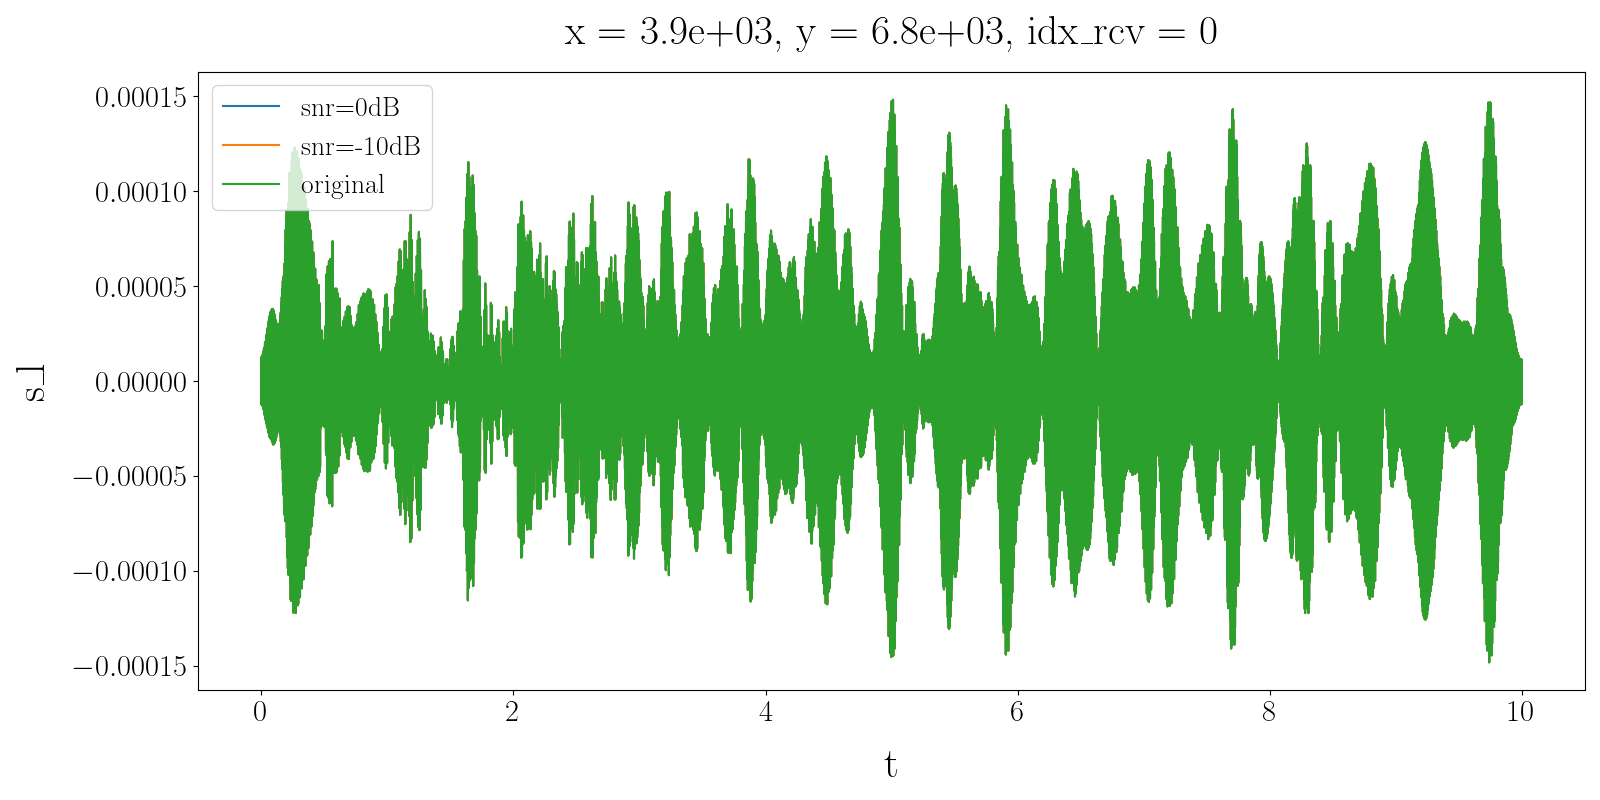 x = 3.9e+03, y = 6.8e+03, idx_rcv = 0
snr=0dB
snr=-10dB
original
0.00015
0.00010
0.00005
0.00000
−0.00005
−0.00010
−0.00015
s_l
0 2 4 6 8 10
t